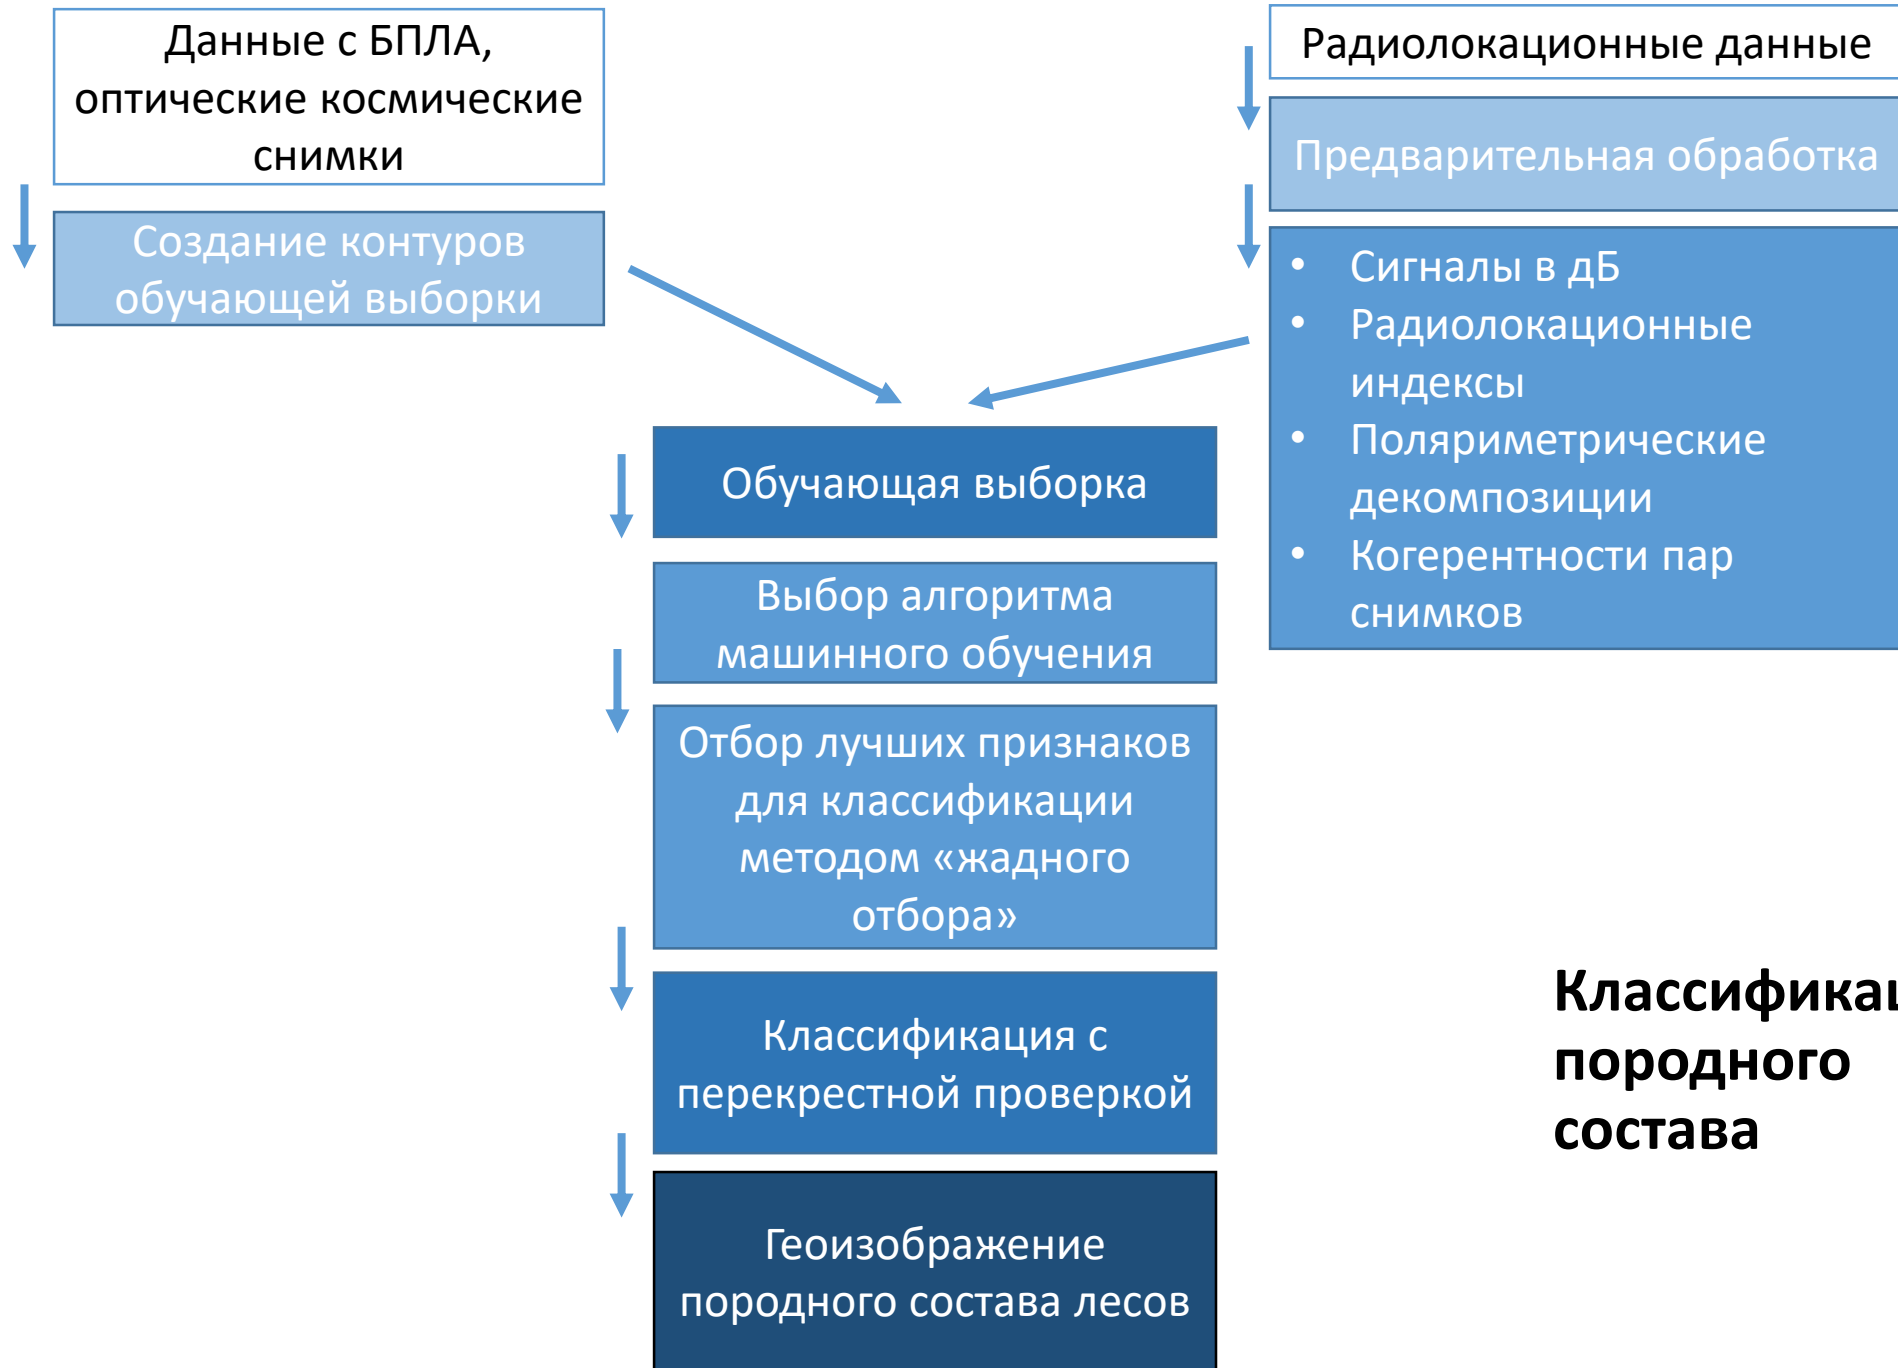 Данные с БПЛА,
оптические космические
снимки
Создание контуров
обучающей выборки
Радиолокационные данные
Предварительная обработка
• Сигналы в дБ
• Радиолокационные
индексы
• Поляриметрические
декомпозиции
• Когерентности пар
снимков
Обучающая выборка
Выбор алгоритма
машинного обучения
Отбор лучших признаков
для классификации
методом «жадного
отбора»
Классификация с
перекрестной проверкой
Геоизображение
породного состава лесов
породного
состава